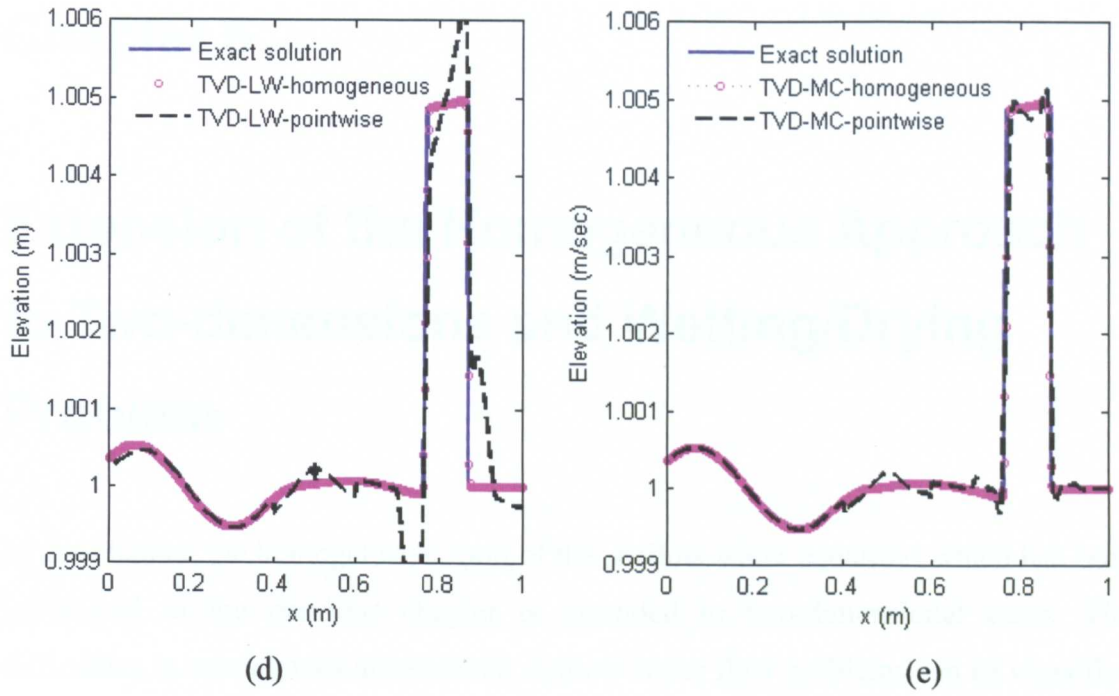 1.006
1.005
1.004
1.003
1.002
1.001
1
0.999
Elevation (m)
Exact solution
TVD-LW-homogeneous
TVD-LW-pointwise
0
0.2
0.4
0.6
0.8
1
x (m)
(d)
1.006
1.005
1.004
1.003
1.002
1.001
1
0.999
Elevation (m/sec)
Exact solution
TVD-MC-homogeneous
TVD-MC-pointwise
0
0.2
0.4
0.6
0.8
1
x (m)
(e)